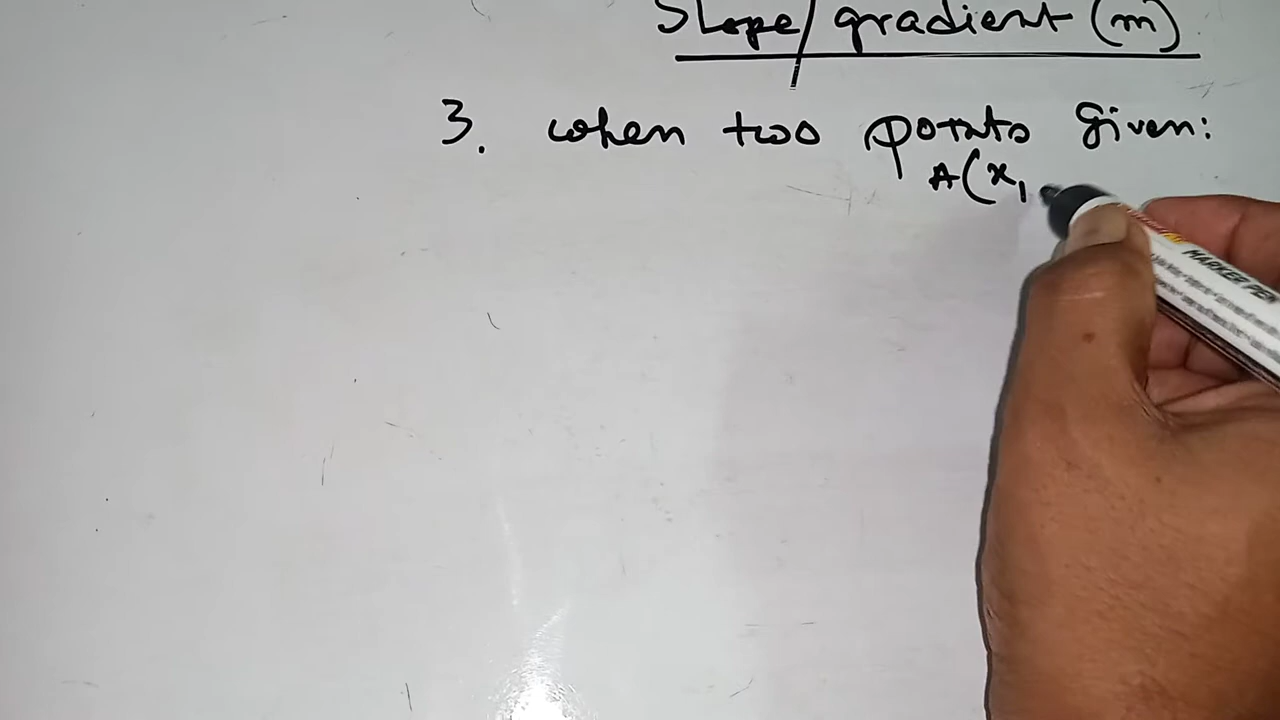 Slope/gradient (m)
3. when two points given:
A(x₁
MARKER PEN